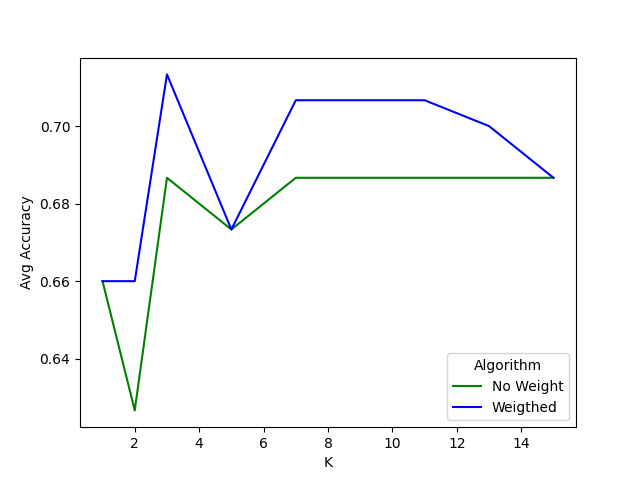 0.70
0.68
0.66
0.64
Avg Accuracy
2 4 6 8 10 12 14
K
Algorithm
No Weight
Weigthed